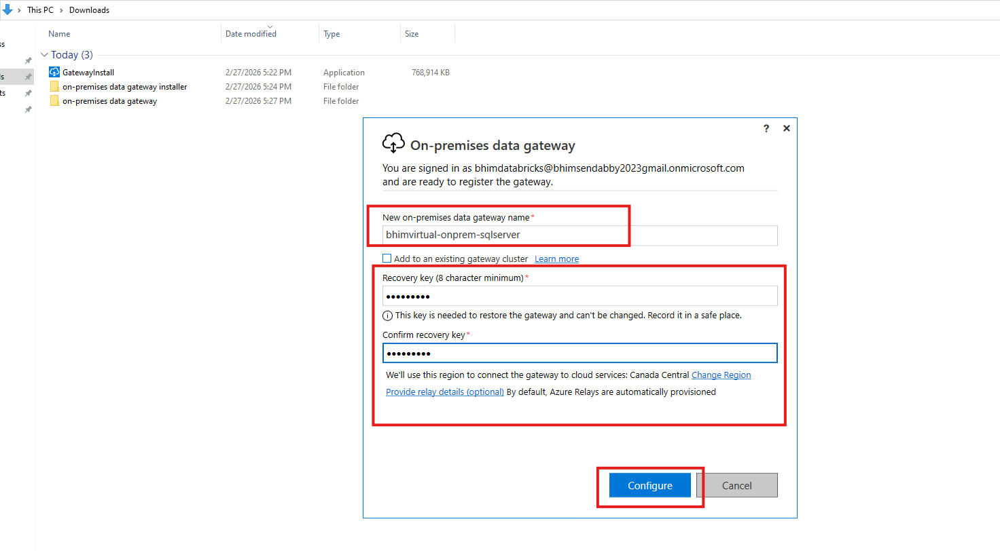 This PC > Downloads
Name Date modified Type Size
ss
Today (3)
ls GatewayInstall 2/27/2026 5:22 PM Application 768,914 KB
on-premises data gateway installer 2/27/2026 5:24 PM File folder
ts on-premises data gateway 2/27/2026 5:27 PM File folder
? ×
On-premises data gateway
You are signed in as bhimdatabricks@bhimsendabby2023gmail.onmicrosoft.com
and are ready to register the gateway.
New on-premises data gateway name*
bhimvirtual-onprem-sqlserver
Add to an existing gateway cluster Learn more
Recovery key (8 character minimum)*
•••••••••
This key is needed to restore the gateway and can't be changed. Record it in a safe place.
Confirm recovery key*
•••••••••
We'll use this region to connect the gateway to cloud services: Canada Central Change Region
Provide relay details (optional) By default, Azure Relays are automatically provisioned
Configure Cancel